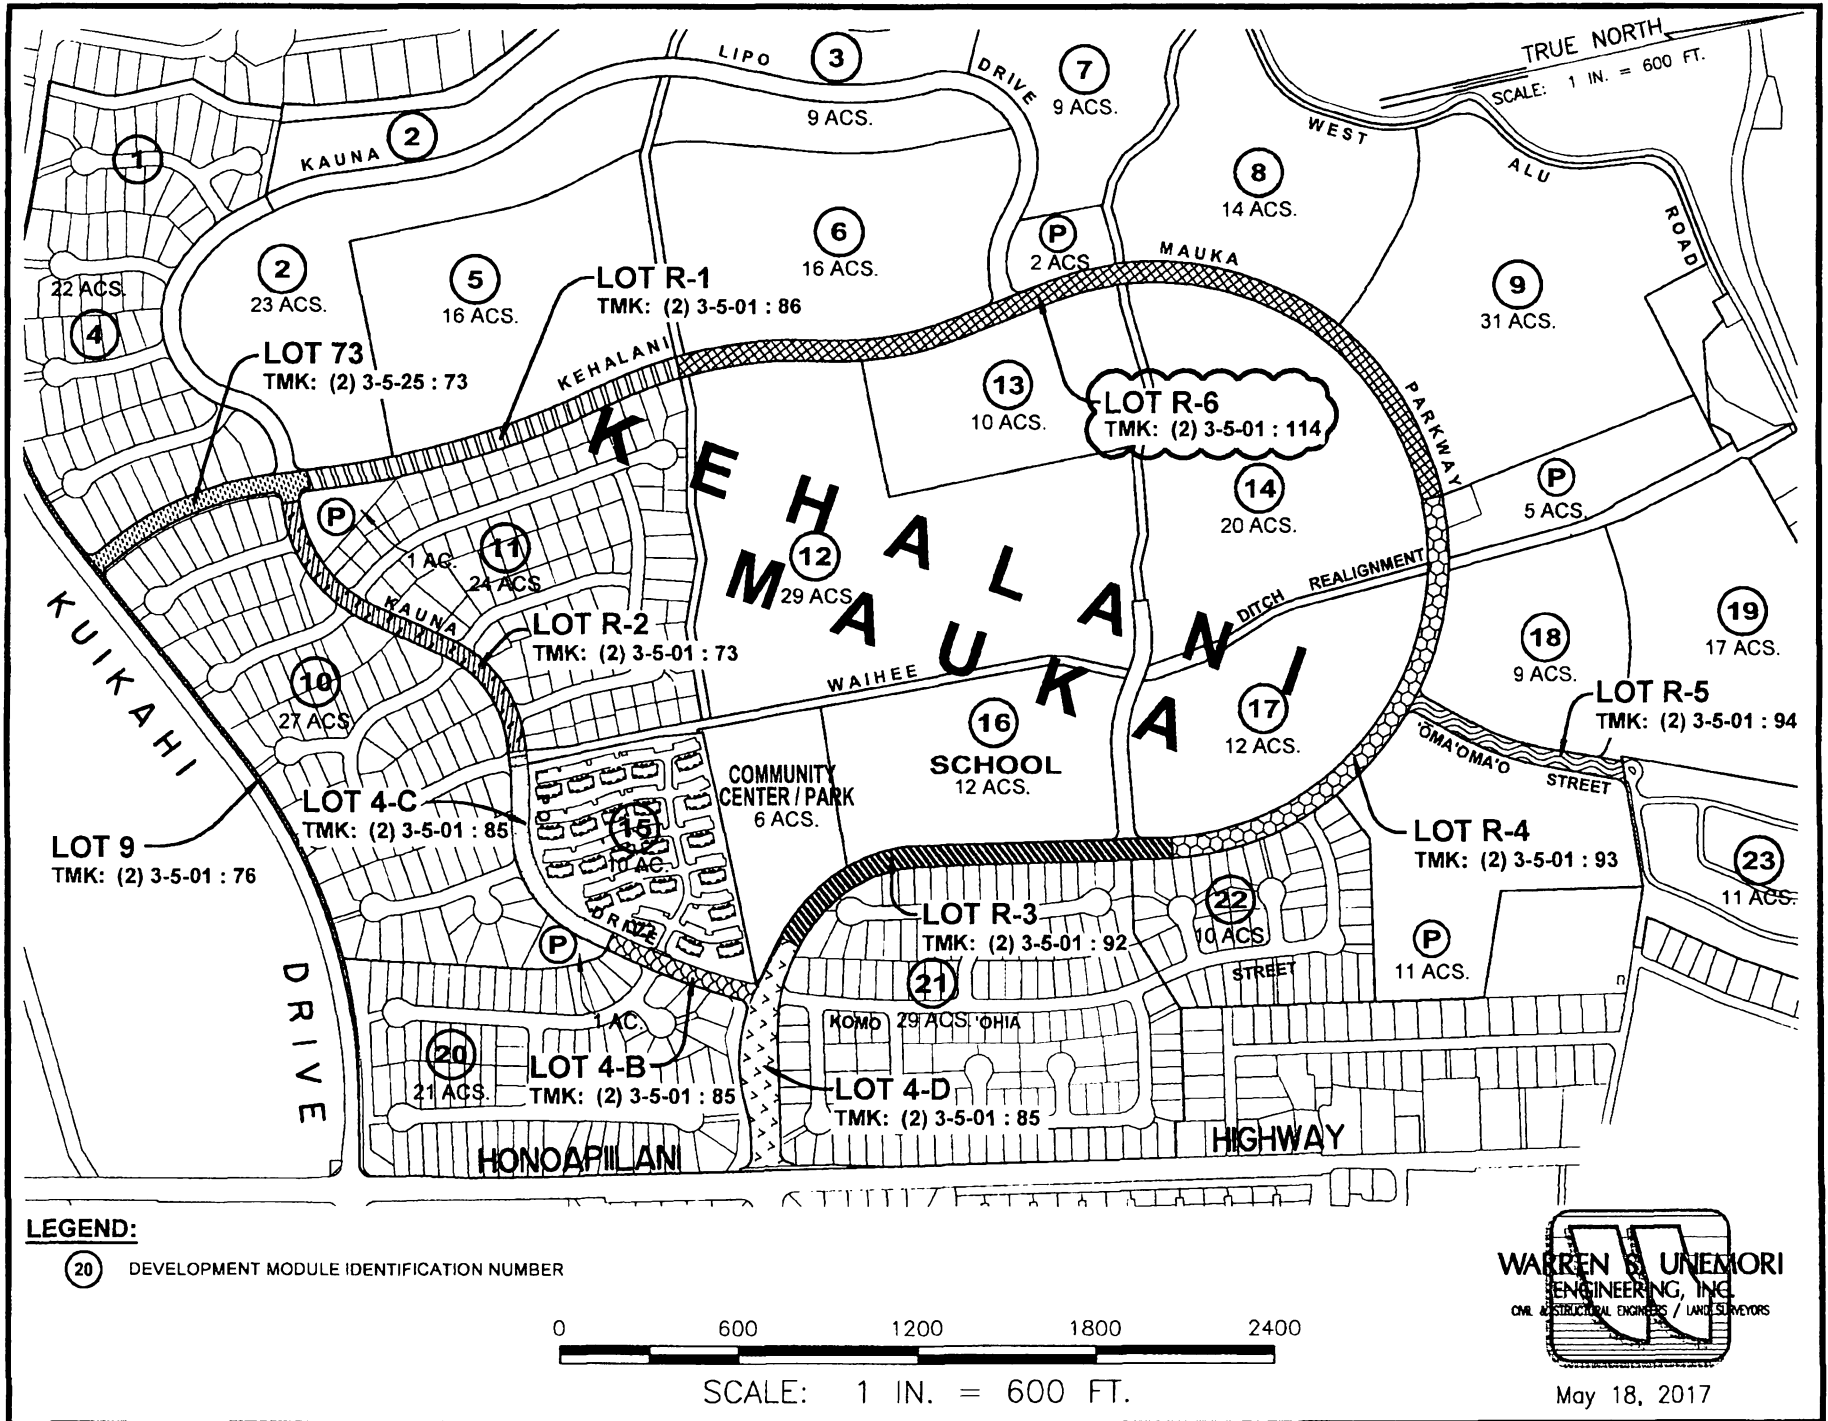 TRUE NORTH
SCALE: 1 IN. = 600 FT.
LIPO
3
DRIVE
7
9 ACS.
9 ACS.
WEST
ALU
ROAD
1
KAUNA
2
8
14 ACS.
22 ACS.
4
2
23 ACS.
5
16 ACS.
6
16 ACS.
P
2 ACS
MAUKA
9
31 ACS.
LOT R-1
TMK: (2) 3-5-01 : 86
LOT 73
TMK: (2) 3-5-25 : 73
KEHALANI
13
10 ACS.
LOT R-6
TMK: (2) 3-5-01 : 114
PARKWAY
KEHALANI
MAUKA
14
20 ACS.
P
5 ACS.
P
1 AC.
11
24 ACS
12
29 ACS
DITCH REALIGNMENT
KAUNA
LOT R-2
TMK: (2) 3-5-01 : 73
WAIHEE
18
9 ACS.
19
17 ACS.
KUIKAHI
10
27 ACS
16
SCHOOL
12 ACS.
17
12 ACS.
LOT R-5
TMK: (2) 3-5-01 : 94
'OMA'OMA'O
STREET
COMMUNITY
CENTER / PARK
6 ACS.
LOT 4-C
TMK: (2) 3-5-01 : 85
15
10 AC.
LOT 9
TMK: (2) 3-5-01 : 76
LOT R-4
TMK: (2) 3-5-01 : 93
23
11 ACS.
DRIVE
P
LOT R-3
TMK: (2) 3-5-01 : 92
22
10 ACS
P
11 ACS.
STREET
21
29 ACS.
KOMO
'OHIA
DRIVE
1 AC.
20
21 ACS.
LOT 4-B
TMK: (2) 3-5-01 : 85
LOT 4-D
TMK: (2) 3-5-01 : 85
HONOAPIILANI
HIGHWAY
LEGEND:
20 DEVELOPMENT MODULE IDENTIFICATION NUMBER
WARREN S. UNEMORI
ENGINEERING, INC.
CIVIL & STRUCTURAL ENGINEERS / LAND SURVEYORS
0 600 1200 1800 2400
SCALE: 1 IN. = 600 FT.
May 18, 2017